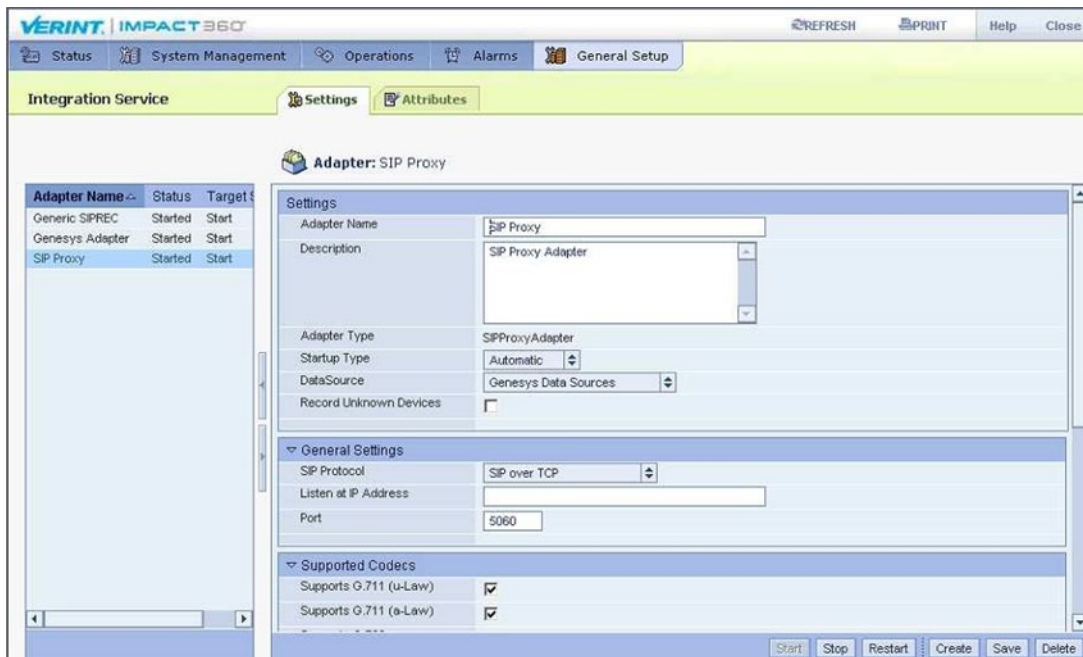 VERINT. IMPACT 360 REFRESH PRINT Help Close
Status System Management Operations Alarms General Setup
Integration Service Settings Attributes
Adapter: SIP Proxy
Adapter Name Status Target
Generic SIPREC Started Start
Genesys Adapter Started Start
SIP Proxy Started Start
Settings
Adapter Name SIP Proxy
Description SIP Proxy Adapter
Adapter Type SIPProxyAdapter
Startup Type Automatic
DataSource Genesys Data Sources
Record Unknown Devices
General Settings
SIP Protocol SIP over TCP
Listen at IP Address
Port 5060
Supported Codecs
Supports G.711 (u-Law)
Supports G.711 (a-Law)
Start Stop Restart Create Save Delete